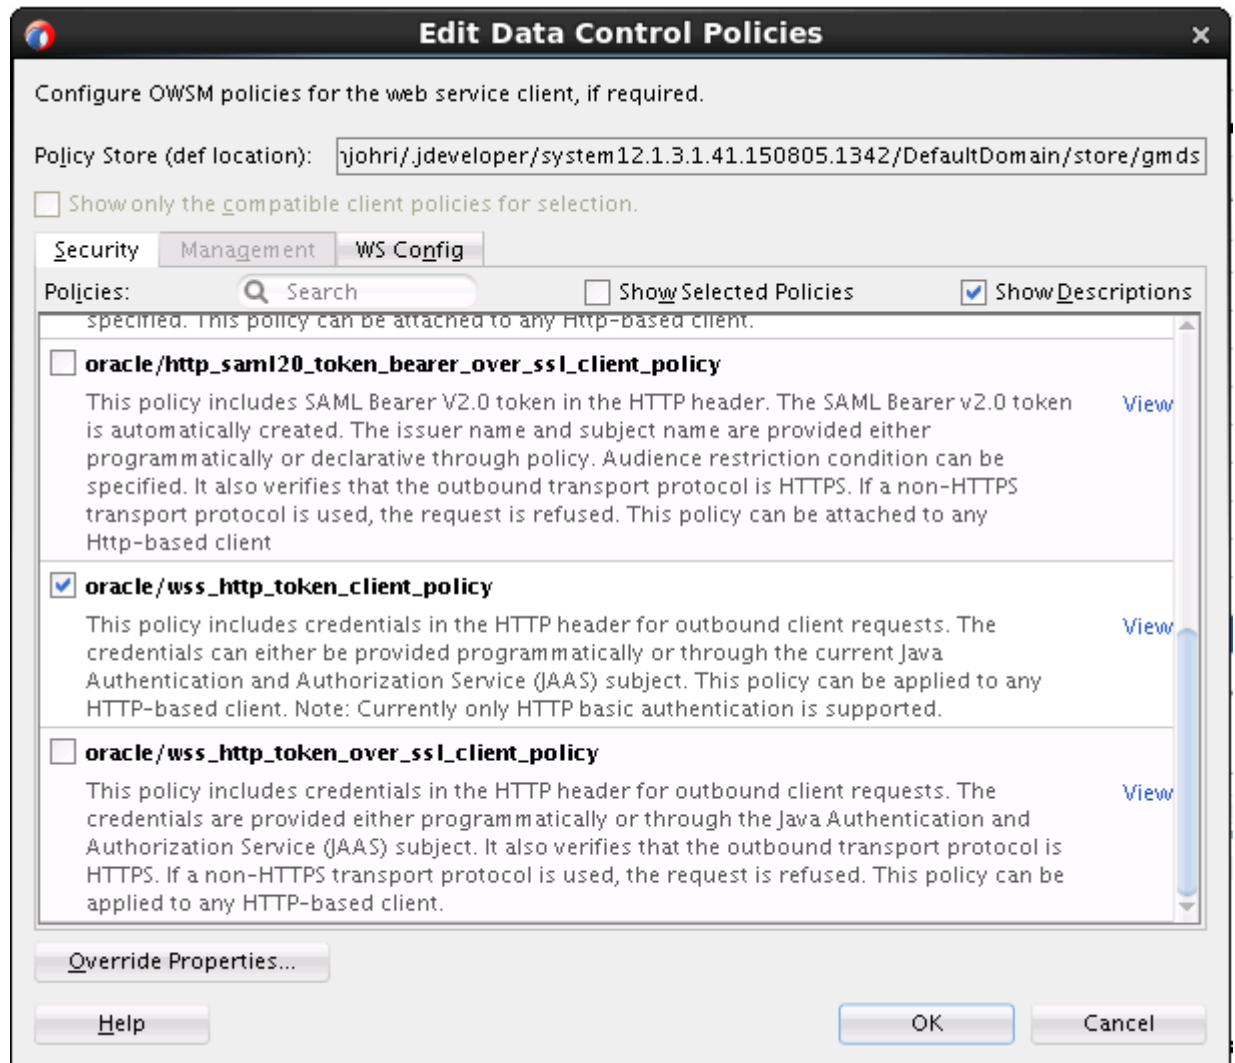 Edit Data Control Policies
Configure OWSM policies for the web service client, if required.
Policy Store (def location): njohri/.jdeveloper/system12.1.3.1.41.150805.1342/DefaultDomain/store/gmds
Show only the compatible client policies for selection.
Security Management WS Config
Policies: Search Show Selected Policies Show Descriptions
specified. This policy can be attached to any Http-based client.
oracle/http_saml20_token_bearer_over_ssl_client_policy
This policy includes SAML Bearer V2.0 token in the HTTP header. The SAML Bearer v2.0 token View
is automatically created. The issuer name and subject name are provided either
programmatically or declarative through policy. Audience restriction condition can be
specified. It also verifies that the outbound transport protocol is HTTPS. If a non-HTTPS
transport protocol is used, the request is refused. This policy can be attached to any
Http-based client
oracle/wss_http_token_client_policy
This policy includes credentials in the HTTP header for outbound client requests. The View
credentials can either be provided programmatically or through the current Java
Authentication and Authorization Service (JAAS) subject. This policy can be applied to any
HTTP-based client. Note: Currently only HTTP basic authentication is supported.
oracle/wss_http_token_over_ssl_client_policy
This policy includes credentials in the HTTP header for outbound client requests. The View
credentials are provided either programmatically or through the Java Authentication and
Authorization Service (JAAS) subject. It also verifies that the outbound transport protocol is
HTTPS. If a non-HTTPS transport protocol is used, the request is refused. This policy can be
applied to any HTTP-based client.
Override Properties...
Help OK Cancel